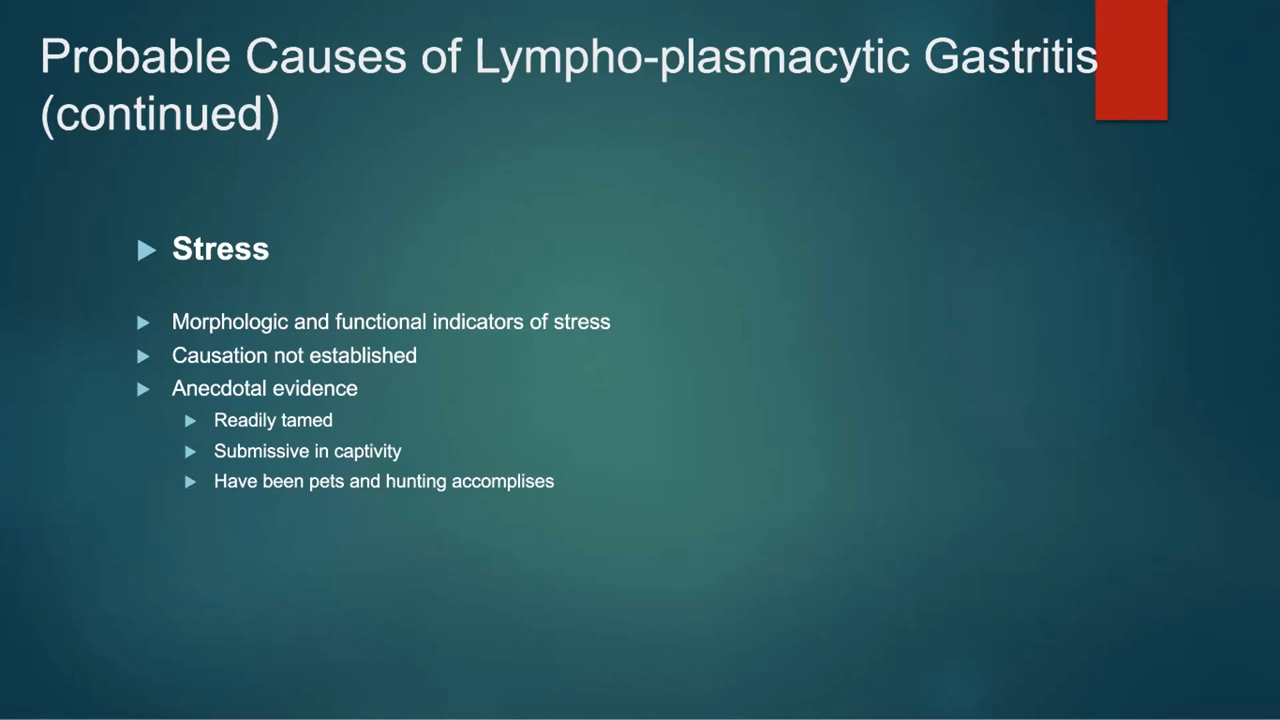 Probable Causes of Lympho-plasmacytic Gastritis
(continued)
Stress
Morphologic and functional indicators of stress
Causation not established
Anecdotal evidence
Readily tamed
Submissive in captivity
Have been pets and hunting accomplises